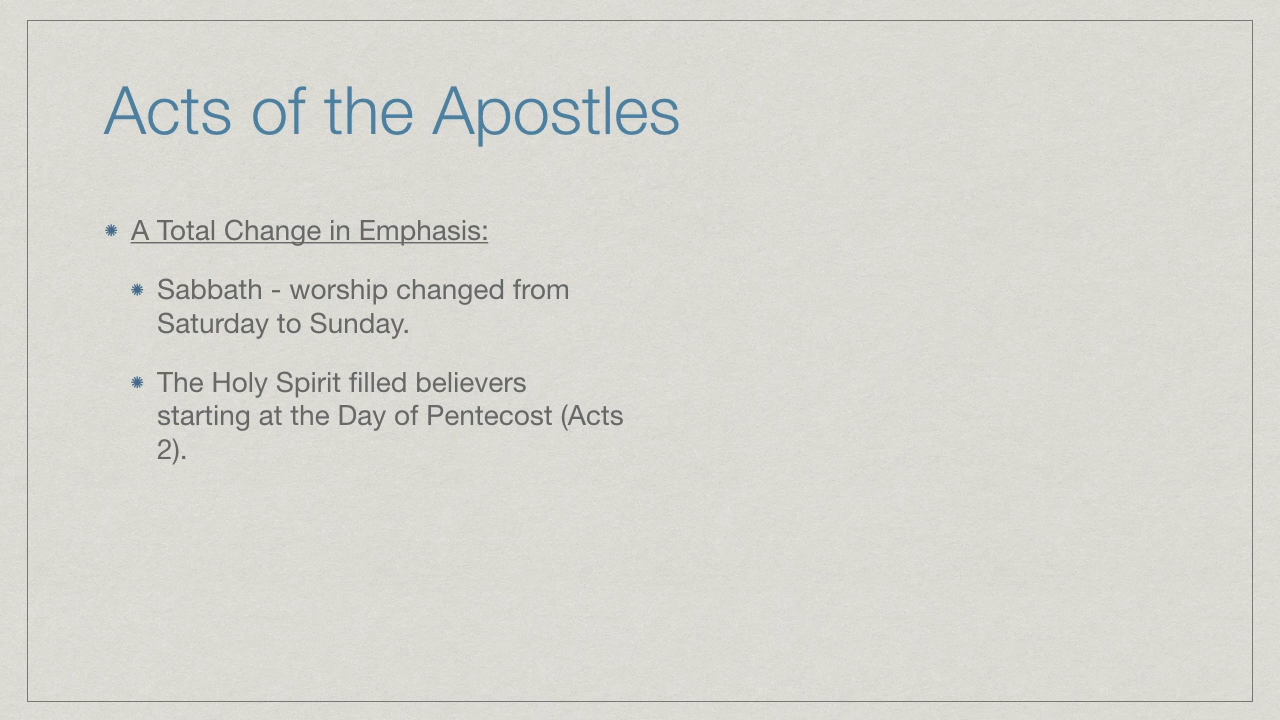 Acts of the Apostles
A Total Change in Emphasis:
Sabbath - worship changed from
Saturday to Sunday.
The Holy Spirit filled believers
starting at the Day of Pentecost (Acts
2).